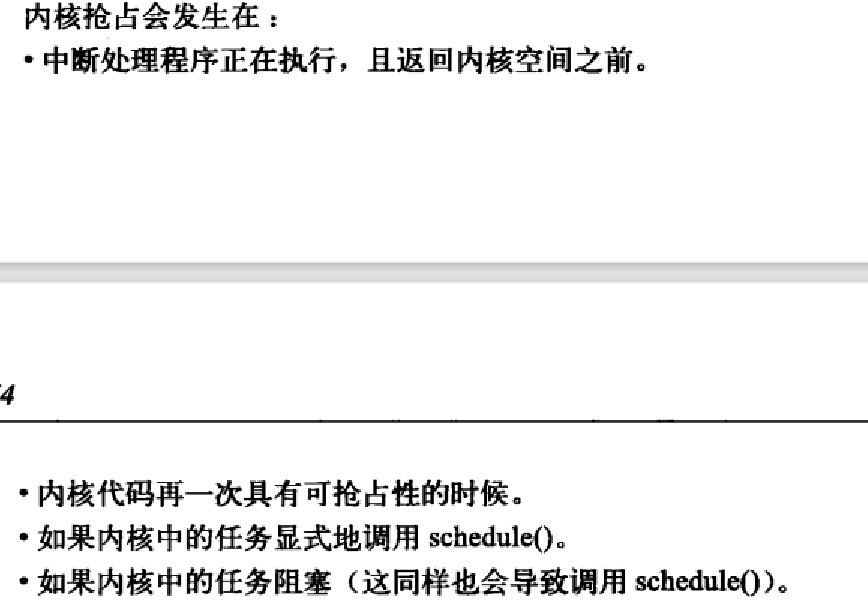 内核抢占会发生在：
• 中断处理程序正在执行，且返回内核空间之前。
4
• 内核代码再一次具有可抢占性的时候。
• 如果内核中的任务显式地调用 schedule()。
• 如果内核中的任务阻塞（这同样也会导致调用 schedule()）。